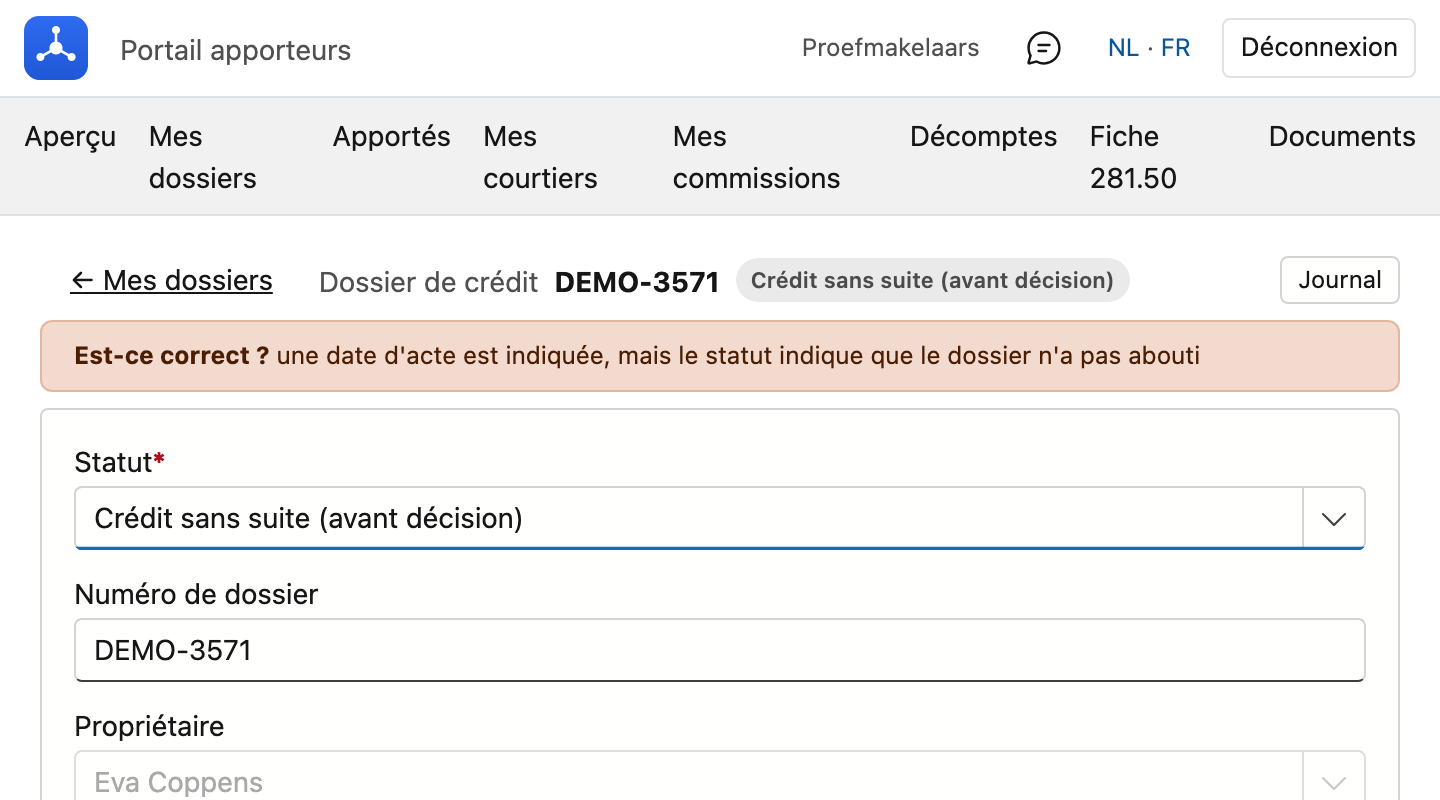 Portail apporteurs
Proefmakelaars
NL · FR
Déconnexion
Aperçu
Mes dossiers
Apportés
Mes courtiers
Mes commissions
Décomptes
Fiche 281.50
Documents
← Mes dossiers
Dossier de crédit DEMO-3571
Crédit sans suite (avant décision)
Journal
Est-ce correct ? une date d'acte est indiquée, mais le statut indique que le dossier n'a pas abouti
Statut*
Crédit sans suite (avant décision)
Numéro de dossier
DEMO-3571
Propriétaire
Eva Coppens